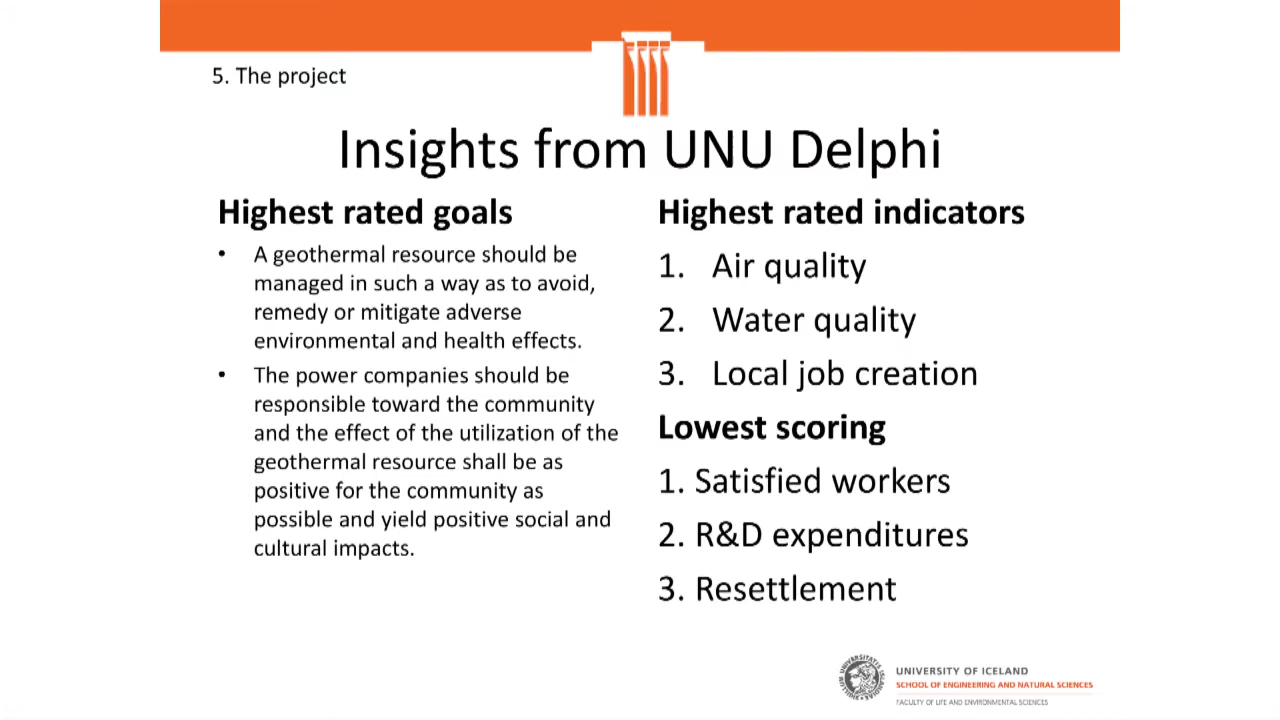 5. The project
Insights from UNU Delphi
Highest rated goals
• A geothermal resource should be
managed in such a way as to avoid,
remedy or mitigate adverse
environmental and health effects.
• The power companies should be
responsible toward the community
and the effect of the utilization of the
geothermal resource shall be as
positive for the community as
possible and yield positive social and
cultural impacts.
Highest rated indicators
1. Air quality
2. Water quality
3. Local job creation
Lowest scoring
1. Satisfied workers
2. R&D expenditures
3. Resettlement
UNIVERSITY OF ICELAND
SCHOOL OF ENGINEERING AND NATURAL SCIENCES
FACULTY OF LIFE AND ENVIRONMENTAL SCIENCES